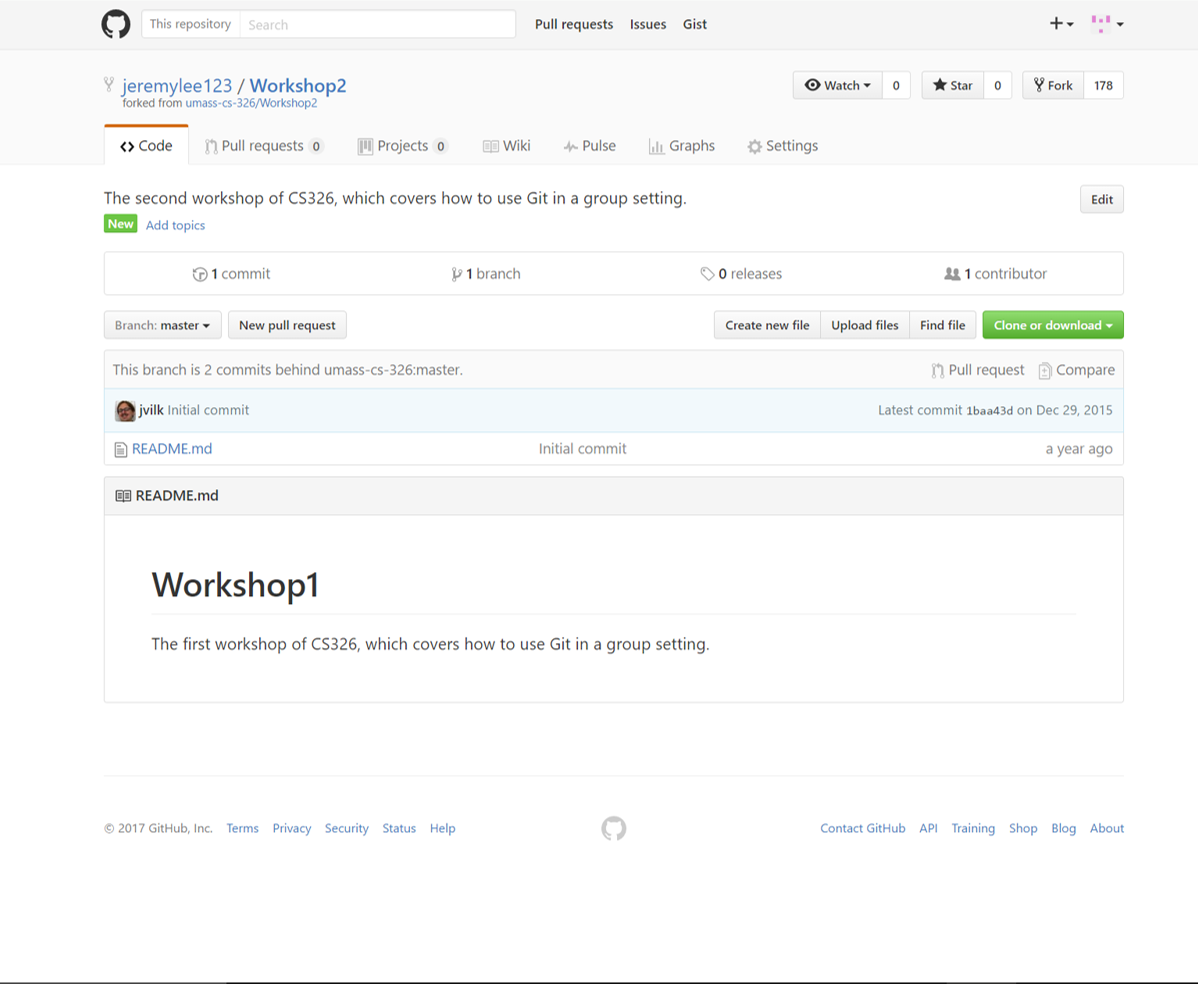 This repository Search Pull requests Issues Gist
jeremylee123 / Workshop2 Watch 0 Star 0 Fork 178
forked from umass-cs-326/Workshop2
Code Pull requests 0 Projects 0 Wiki Pulse Graphs Settings
The second workshop of CS326, which covers how to use Git in a group setting. Edit
New Add topics
1 commit 1 branch 0 releases 1 contributor
Branch: master New pull request Create new file Upload files Find file Clone or download
This branch is 2 commits behind umass-cs-326:master. Pull request Compare
jvilk Initial commit Latest commit 1baa43d on Dec 29, 2015
README.md Initial commit a year ago
README.md
Workshop1
The first workshop of CS326, which covers how to use Git in a group setting.
© 2017 GitHub, Inc. Terms Privacy Security Status Help Contact GitHub API Training Shop Blog About